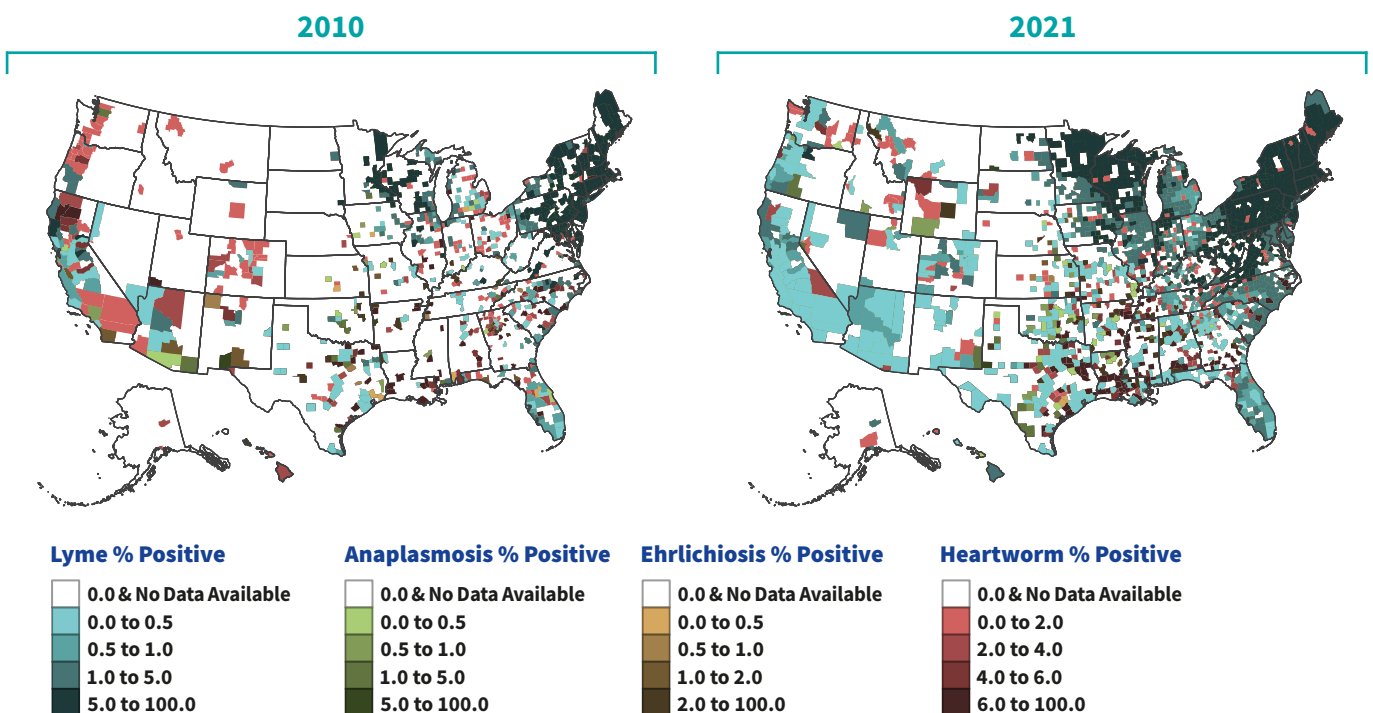 2010
2021
Lyme % Positive
0.0 & No Data Available
0.0 to 0.5
0.5 to 1.0
1.0 to 5.0
5.0 to 100.0
Anaplasmosis % Positive
0.0 & No Data Available
0.0 to 0.5
0.5 to 1.0
1.0 to 5.0
5.0 to 100.0
Ehrlichiosis % Positive
0.0 & No Data Available
0.0 to 0.5
0.5 to 1.0
1.0 to 2.0
2.0 to 100.0
Heartworm % Positive
0.0 & No Data Available
0.0 to 2.0
2.0 to 4.0
4.0 to 6.0
6.0 to 100.0